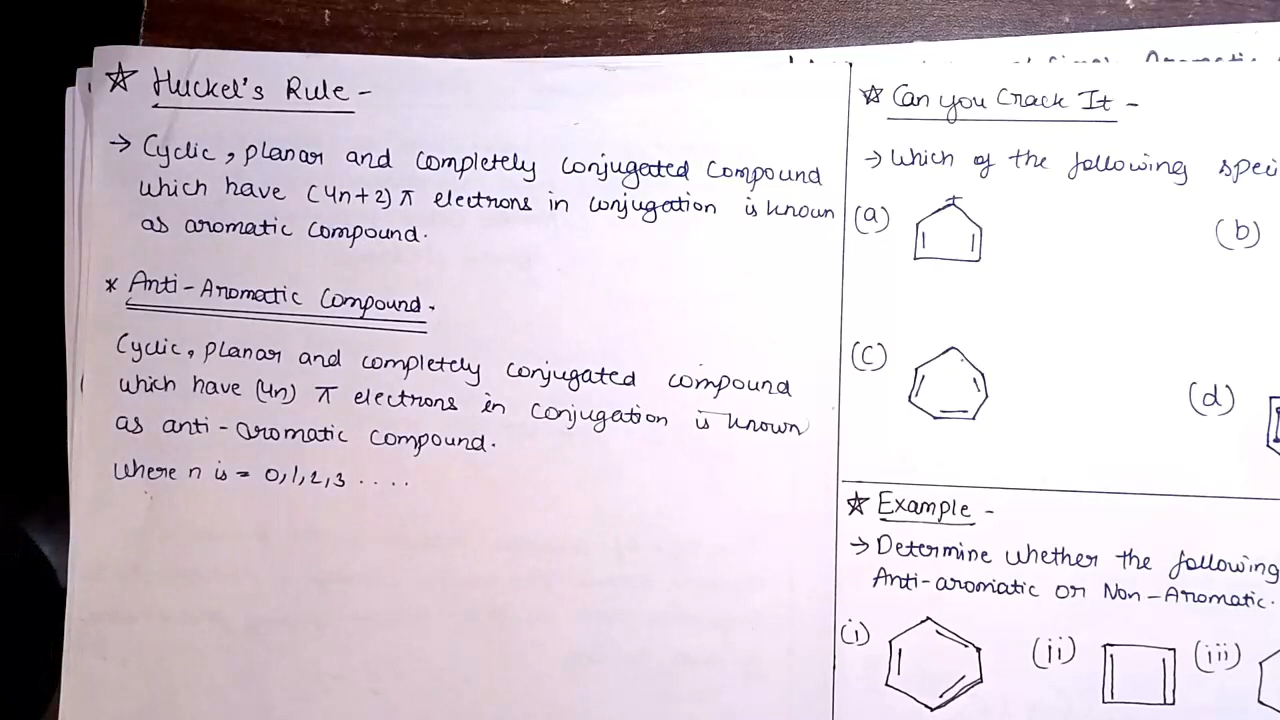 ☆ Huckel's Rule -
→ Cyclic, planar and completely conjugated compound
which have (4n+2) π electrons in conjugation is known
as aromatic compound.
* Anti-Aromatic Compound.
Cyclic, planar and completely conjugated compound
which have (4n) π electrons in conjugation is known
as anti-aromatic compound.
Where n is = 0,1,2,3 ....
☆ Can you Crack It -
→ Which of the following speci
(a)
+
(b)
(c)
(d)
☆ Example -
→ Determine whether the following
Anti-aromatic or Non-Aromatic.
(i)
(ii)
(iii)